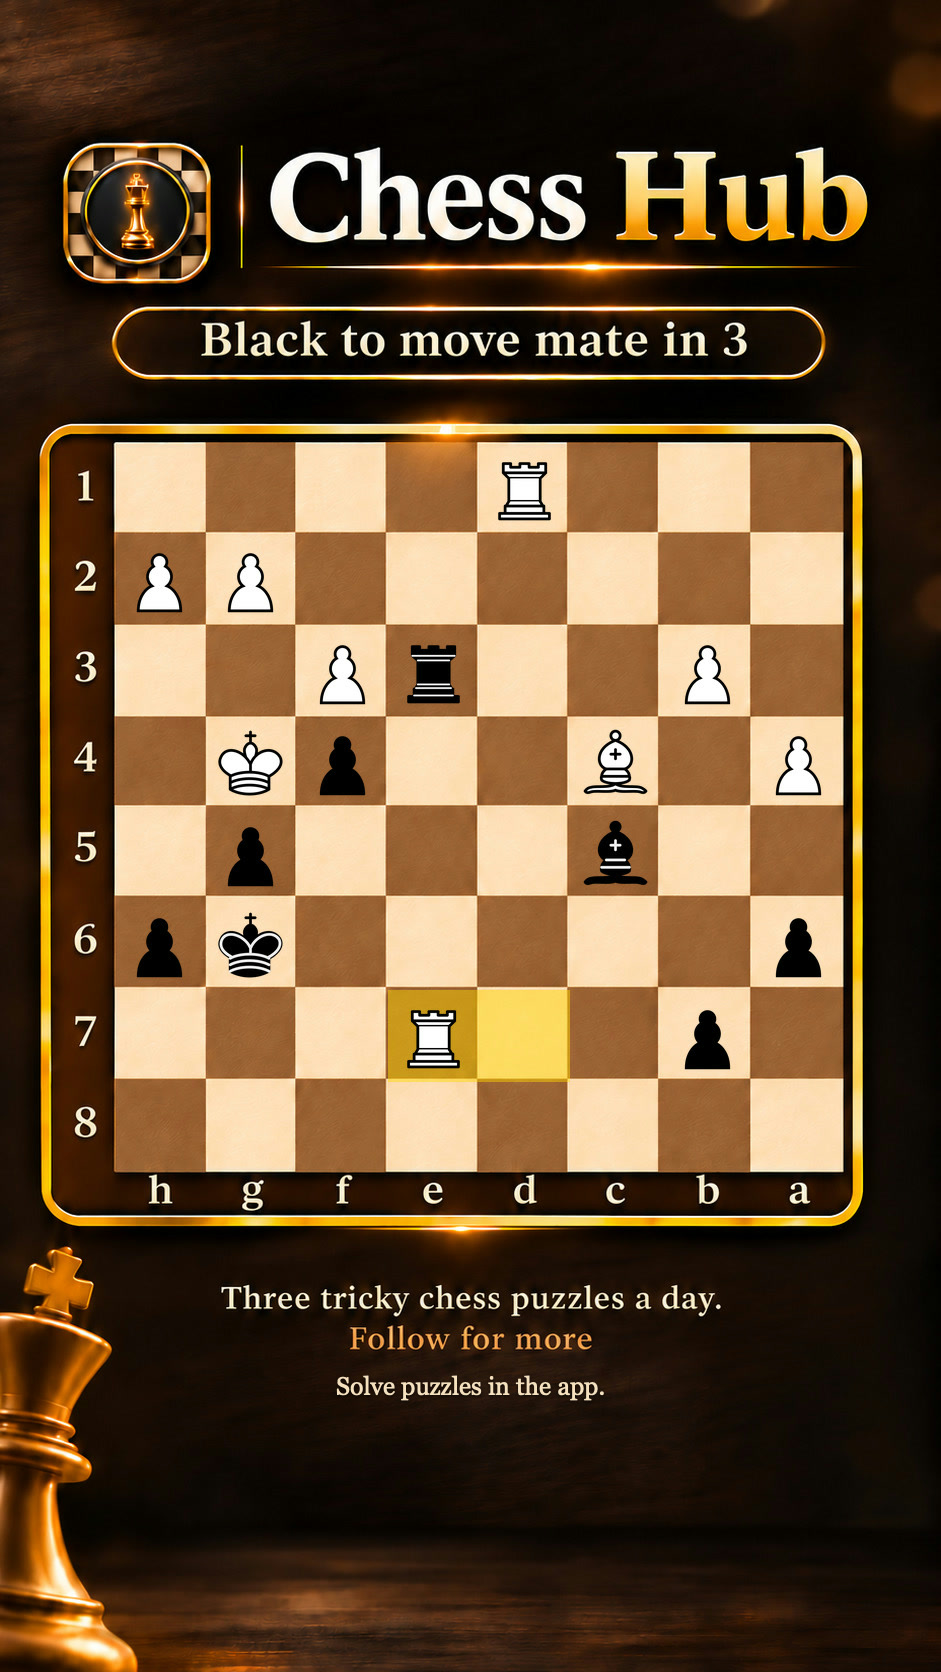 Chess Hub
Black to move mate in 3
1
2
3
4
5
6
7
8
h g f e d c b a
Three tricky chess puzzles a day.
Follow for more
Solve puzzles in the app.